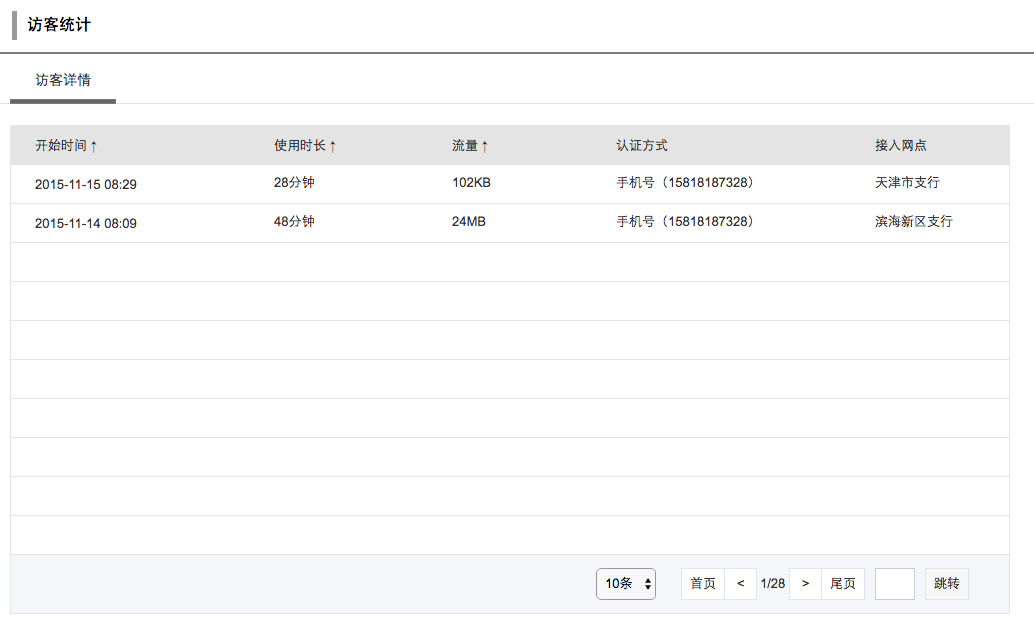 访客统计
访客详情
开始时间↑ 使用时长↑ 流量↑ 认证方式 接入网点
2015-11-15 08:29 28分钟 102KB 手机号（15818187328） 天津市支行
2015-11-14 08:09 48分钟 24MB 手机号（15818187328） 滨海新区支行
10条 首页 < 1/28 > 尾页 跳转